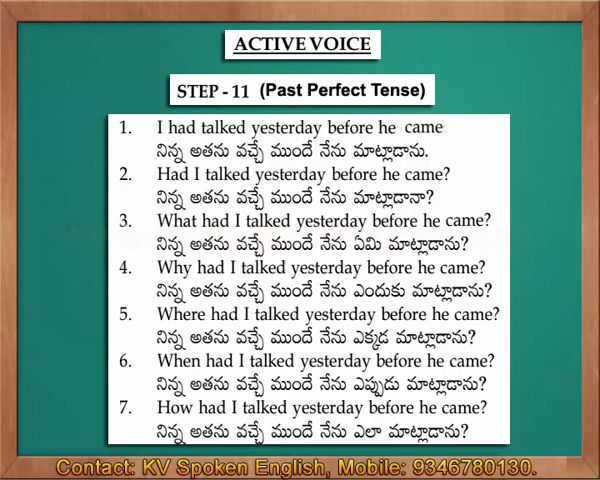 ACTIVE VOICE
STEP - 11 (Past Perfect Tense)
1. I had talked yesterday before he came
నిన్న అతను వచ్చే ముందే నేను మాట్లాడాను.
2. Had I talked yesterday before he came?
నిన్న అతను వచ్చే ముందే నేను మాట్లాడానా?
3. What had I talked yesterday before he came?
నిన్న అతను వచ్చే ముందే నేను ఏమి మాట్లాడాను?
4. Why had I talked yesterday before he came?
నిన్న అతను వచ్చే ముందే నేను ఎందుకు మాట్లాడాను?
5. Where had I talked yesterday before he came?
నిన్న అతను వచ్చే ముందే నేను ఎక్కడ మాట్లాడాను?
6. When had I talked yesterday before he came?
నిన్న అతను వచ్చే ముందే నేను ఎప్పుడు మాట్లాడాను?
7. How had I talked yesterday before he came?
నిన్న అతను వచ్చే ముందే నేను ఎలా మాట్లాడాను?
Contact: KV Spoken English, Mobile: 9346780130.